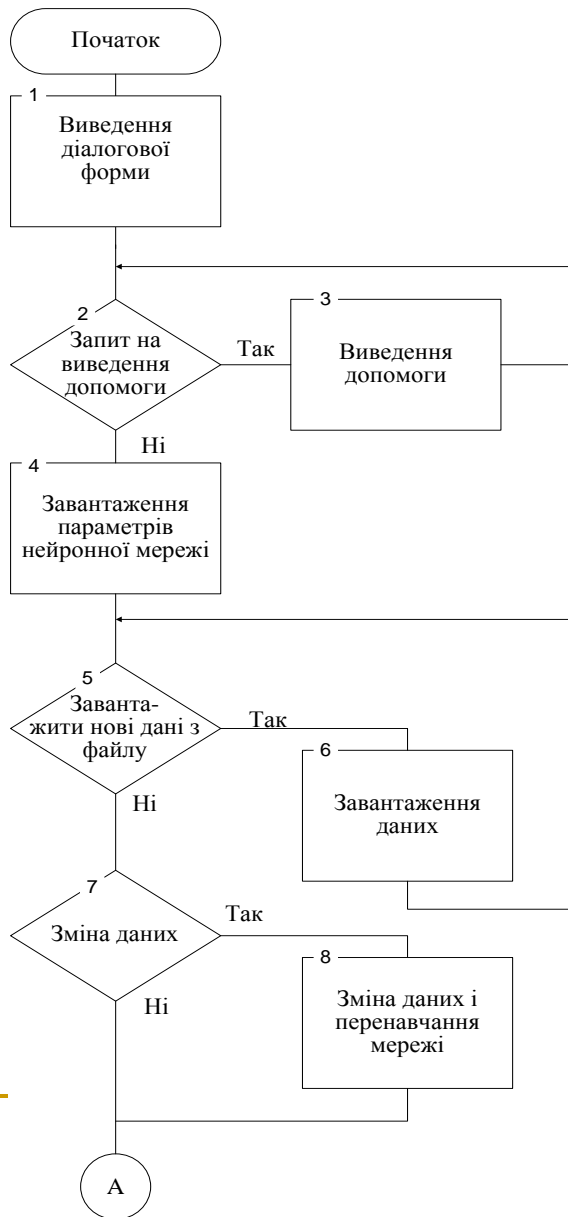 Початок
1
Виведення
діалогової
форми
2
Запит на
виведення
допомоги
Так
3
Виведення
допомоги
Ні
4
Завантаження
параметрів
нейронної мережі
5
Заванта-
жити нові дані з
файлу
Так
6
Завантаження
даних
Ні
7
Зміна даних
Так
8
Зміна даних і
перенавчання
мережі
Ні
А